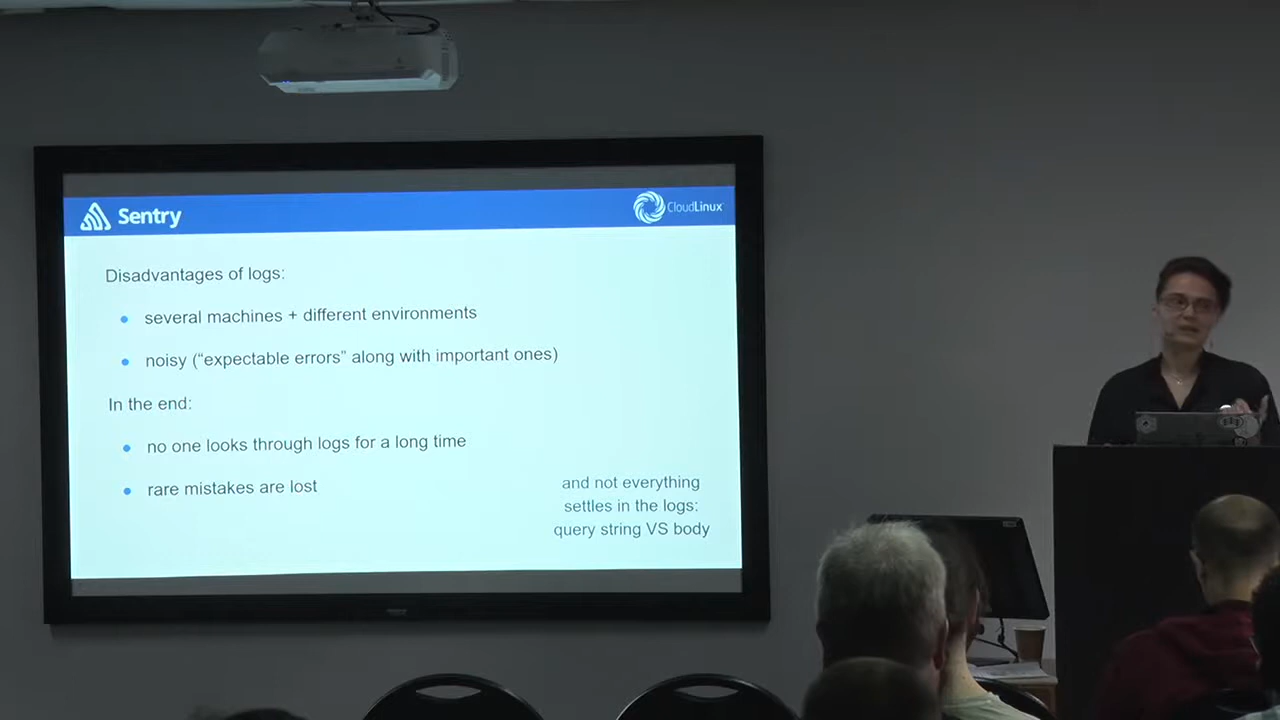 Sentry
CloudLinux
Disadvantages of logs:
several machines + different environments
noisy (“expectable errors” along with important ones)
In the end:
no one looks through logs for a long time
rare mistakes are lost
and not everything
settles in the logs:
query string VS body